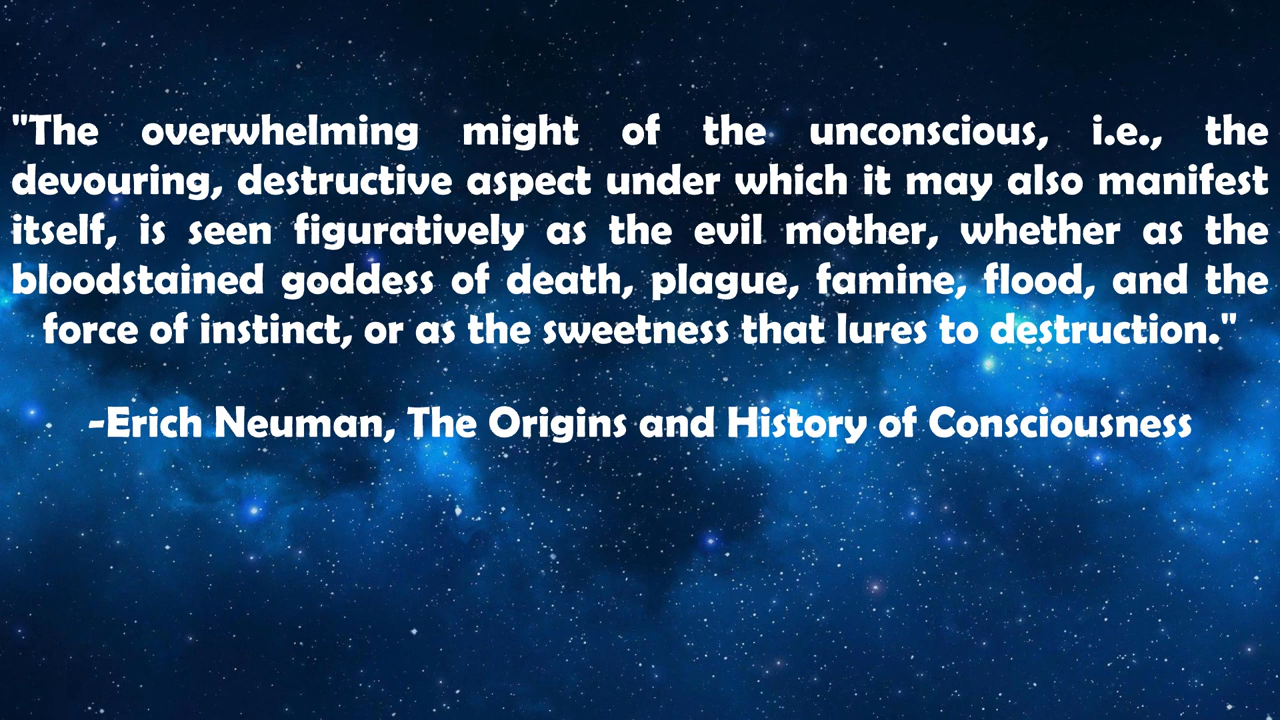 "The overwhelming might of the unconscious, i.e., the
devouring, destructive aspect under which it may also manifest
itself, is seen figuratively as the evil mother, whether as the
bloodstained goddess of death, plague, famine, flood, and the
force of instinct, or as the sweetness that lures to destruction."
-Erich Neuman, The Origins and History of Consciousness